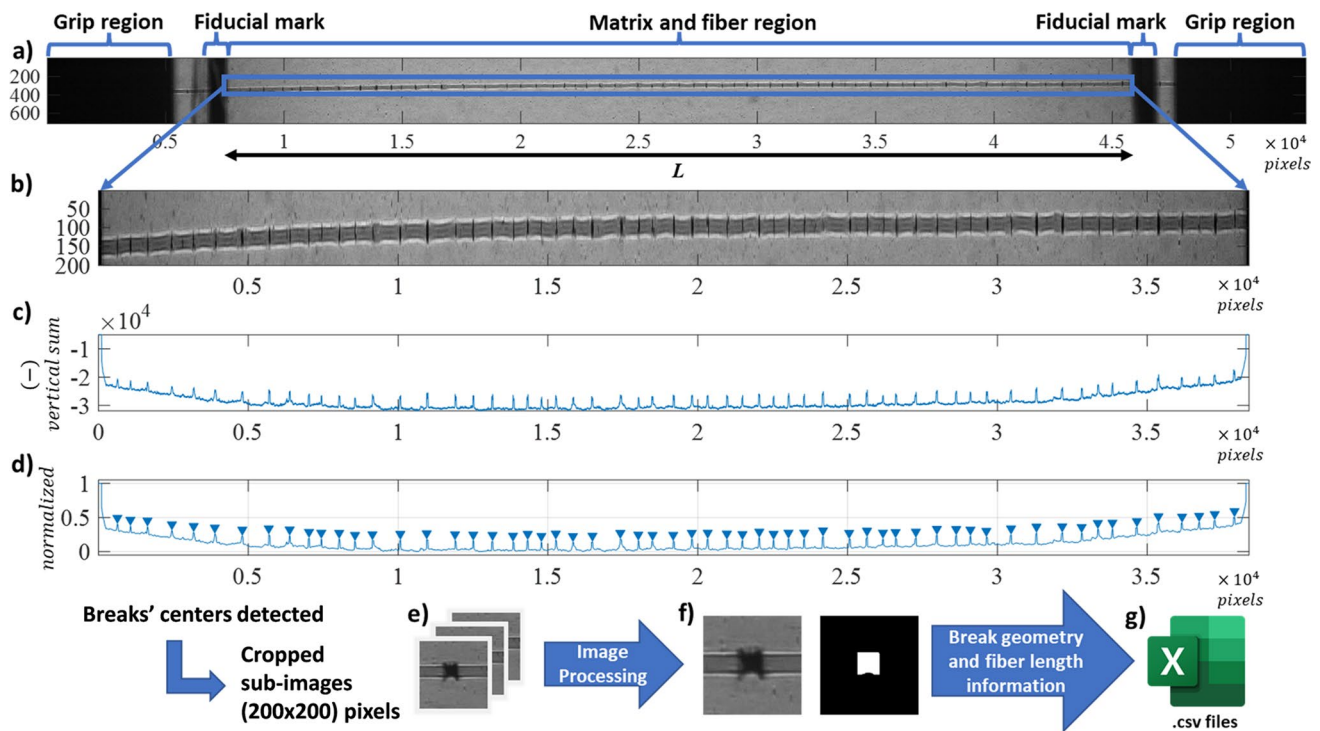 Grip region Fiducial mark Matrix and fiber region Fiducial mark Grip region
a)
200
400
600
0.5 1 1.5 2 2.5 3 3.5 4 4.5 5 × 10⁴
pixels
L
b)
50
100
150
200
0.5 1 1.5 2 2.5 3 3.5 × 10⁴
pixels
c)
×10⁴
(−)
vertical sum
-1
-2
-3
0 0.5 1 1.5 2 2.5 3 3.5 × 10⁴
pixels
d)
normalized
1
0.5
0
0.5 1 1.5 2 2.5 3 3.5 × 10⁴
pixels
Breaks’ centers detected
Cropped
sub-images
(200x200) pixels
e)
Image
Processing
f)
Break geometry
and fiber length
information
g)
X
.csv files